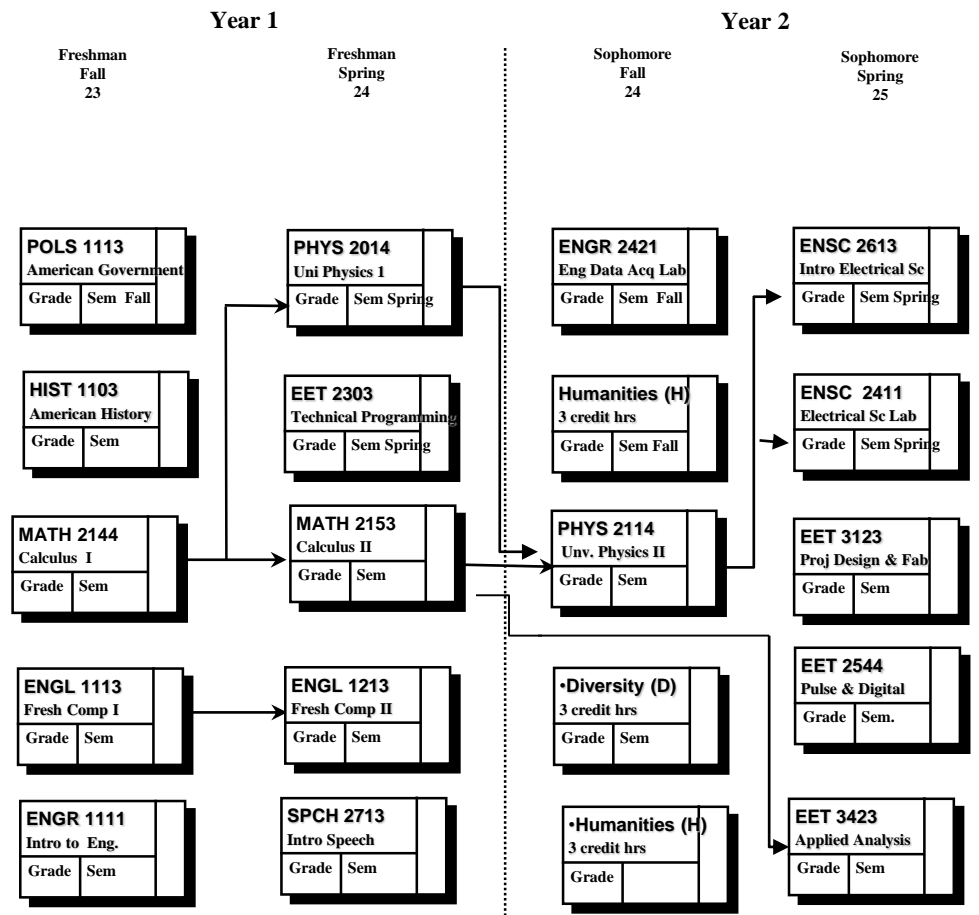 Year 1
Year 2
Freshman
Fall
23
Freshman
Spring
24
Sophomore
Fall
24
Sophomore
Spring
25
POLS 1113
American Government
Grade Sem Fall
PHYS 2014
Uni Physics 1
Grade Sem Spring
ENGR 2421
Eng Data Acq Lab
Grade Sem Fall
ENSC 2613
Intro Electrical Sc
Grade Sem Spring
HIST 1103
American History
Grade Sem
EET 2303
Technical Programming
Grade Sem Spring
Humanities (H)
3 credit hrs
Grade Sem Fall
ENSC 2411
Electrical Sc Lab
Grade Sem Spring
MATH 2144
Calculus I
Grade Sem
MATH 2153
Calculus II
Grade Sem
PHYS 2114
Unv. Physics II
Grade Sem
EET 3123
Proj Design & Fab
Grade Sem
ENGL 1113
Fresh Comp I
Grade Sem
ENGL 1213
Fresh Comp II
Grade Sem
•Diversity (D)
3 credit hrs
Grade Sem
EET 2544
Pulse & Digital
Grade Sem.
ENGR 1111
Intro to Eng.
Grade Sem
SPCH 2713
Intro Speech
Grade Sem
•Humanities (H)
3 credit hrs
Grade
EET 3423
Applied Analysis
Grade Sem